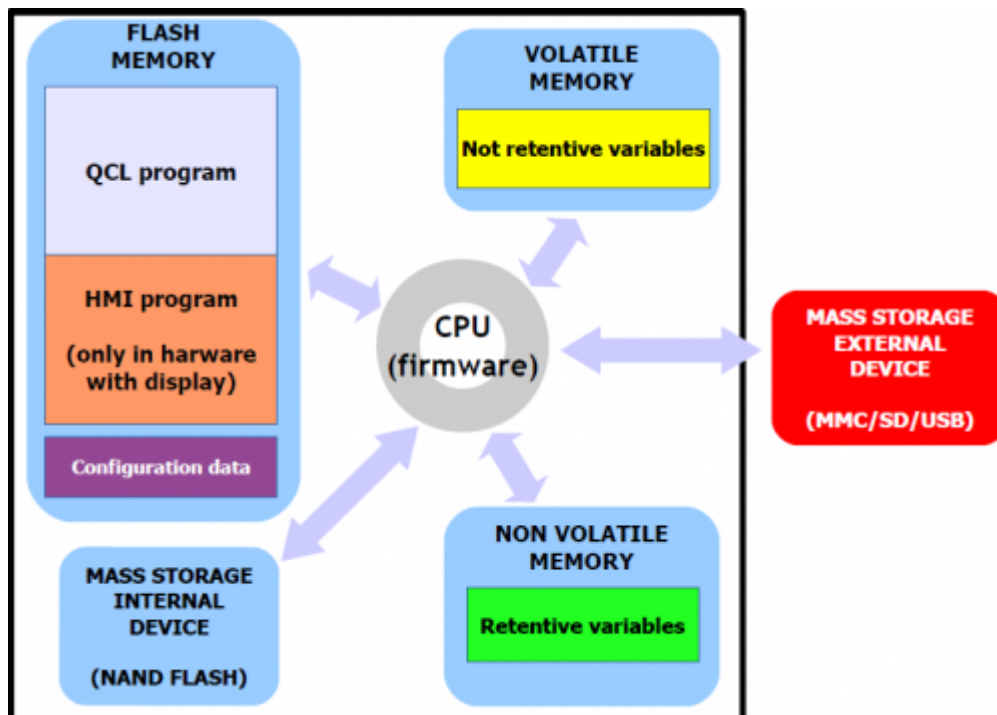 FLASH
MEMORY
QCL program
HMI program
(only in harware
with display)
Configuration data
VOLATILE
MEMORY
Not retentive variables
CPU
(firmware)
MASS STORAGE
EXTERNAL
DEVICE
(MMC/SD/USB)
MASS STORAGE
INTERNAL
DEVICE
(NAND FLASH)
NON VOLATILE
MEMORY
Retentive variables